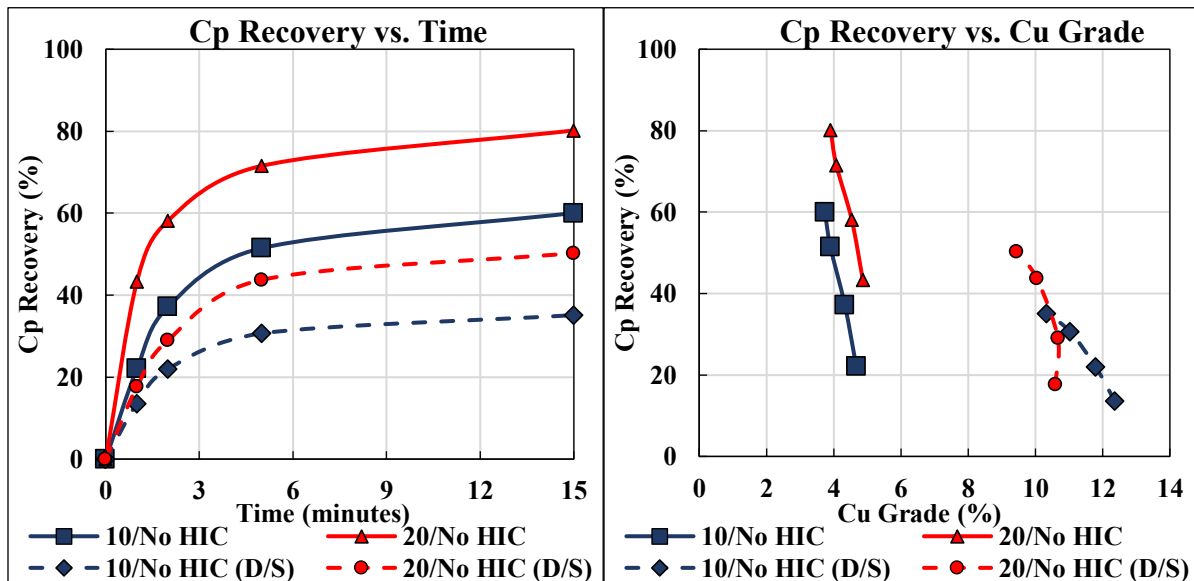 Cp Recovery vs. Time
Cp Recovery (%)
100
80
60
40
20
0
0 3 6 9 12 15
Time (minutes)
10/No HIC 20/No HIC
10/No HIC (D/S) 20/No HIC (D/S)
Cp Recovery vs. Cu Grade
Cp Recovery (%)
100
80
60
40
20
0
0 2 4 6 8 10 12 14
Cu Grade (%)
10/No HIC 20/No HIC
10/No HIC (D/S) 20/No HIC (D/S)